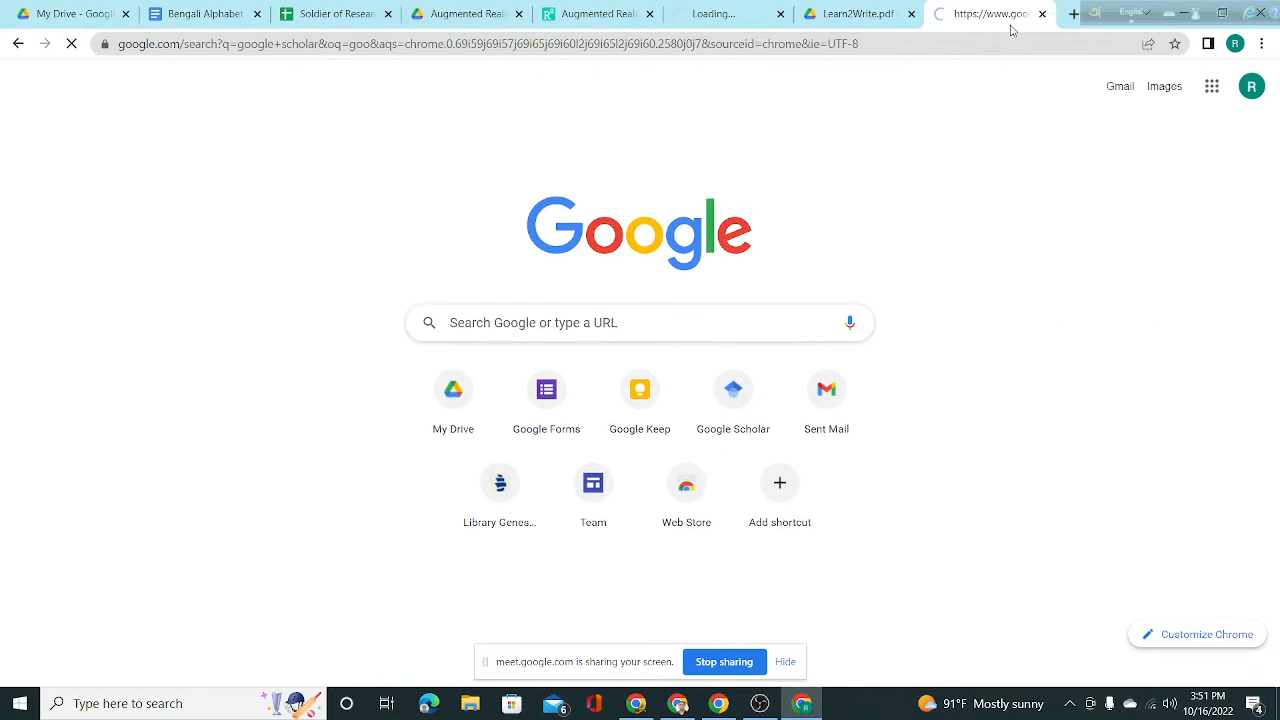 My Drive - Google
Bengali Alphabet
Soldier of Resear
Augmented Reali
Augmented Reali
Loading...
Learn2Write.pdf -
https://www.goo
English
google.com/search?q=google+scholar&oq=goo&aqs=chrome.0.69i59j69i57j69i59j69i60l2j69i65l2j69i60.2580j0j7&sourceid=chrome&ie=UTF-8
R
Gmail
Images
R
Google
Search Google or type a URL
My Drive
Google Forms
Google Keep
Google Scholar
Sent Mail
Library Genes...
Team
Web Store
Add shortcut
Customize Chrome
meet.google.com is sharing your screen.
Stop sharing
Hide
Type here to search
6
91°F Mostly sunny
3:51 PM
10/16/2022